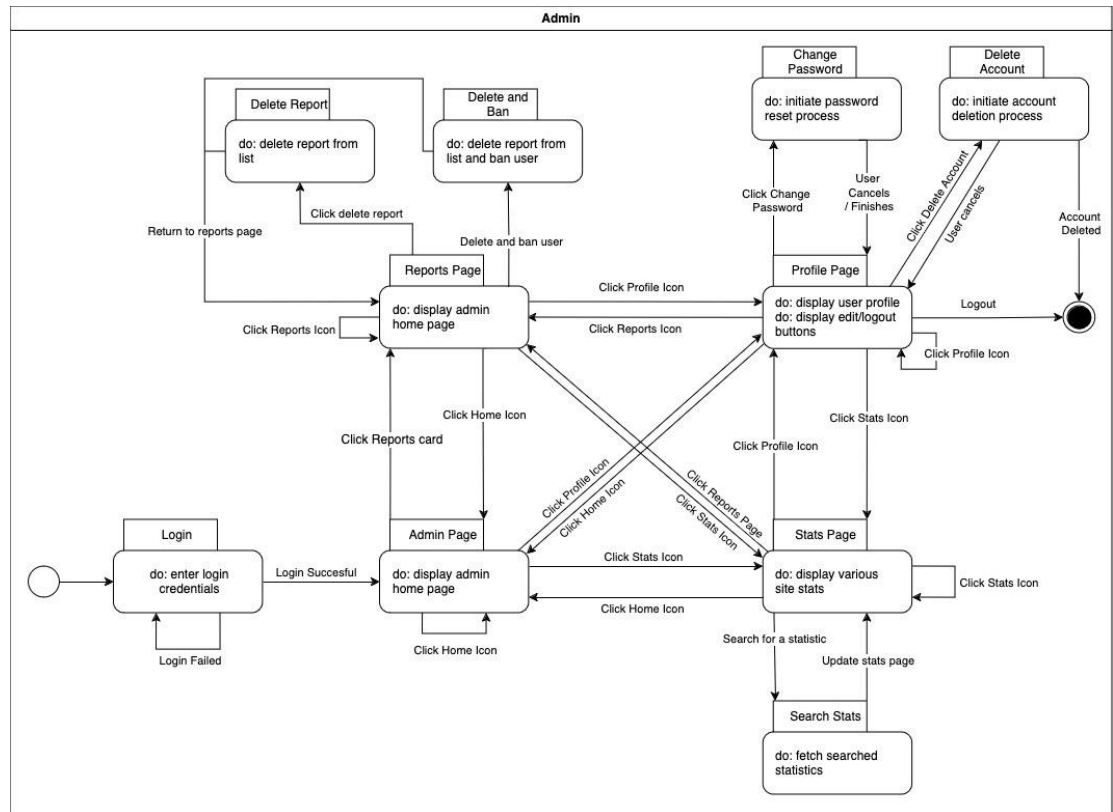 Admin
Change
Password
do: initiate password
reset process
Delete
Account
do: initiate account
deletion process
Delete Report
do: delete report from
list
Delete and
Ban
do: delete report from
list and ban user
Click delete report
Return to reports page
Delete and ban user
Click Change
Password
User
Cancels
/ Finishes
Click Delete Account
User cancels
Account
Deleted
Reports Page
do: display admin
home page
Click Reports Icon
Click Profile Icon
Click Reports Icon
Profile Page
do: display user profile
do: display edit/logout
buttons
Logout
Click Profile Icon
Click Home Icon
Click Reports card
Click Profile Icon
Click Home Icon
Click Reports Page
Click Stats Icon
Click Profile Icon
Click Stats Icon
Login
do: enter login
credentials
Login Succesful
Login Failed
Admin Page
do: display admin
home page
Click Home Icon
Click Stats Icon
Click Home Icon
Stats Page
do: display various
site stats
Click Stats Icon
Search for a statistic
Update stats page
Search Stats
do: fetch searched
statistics